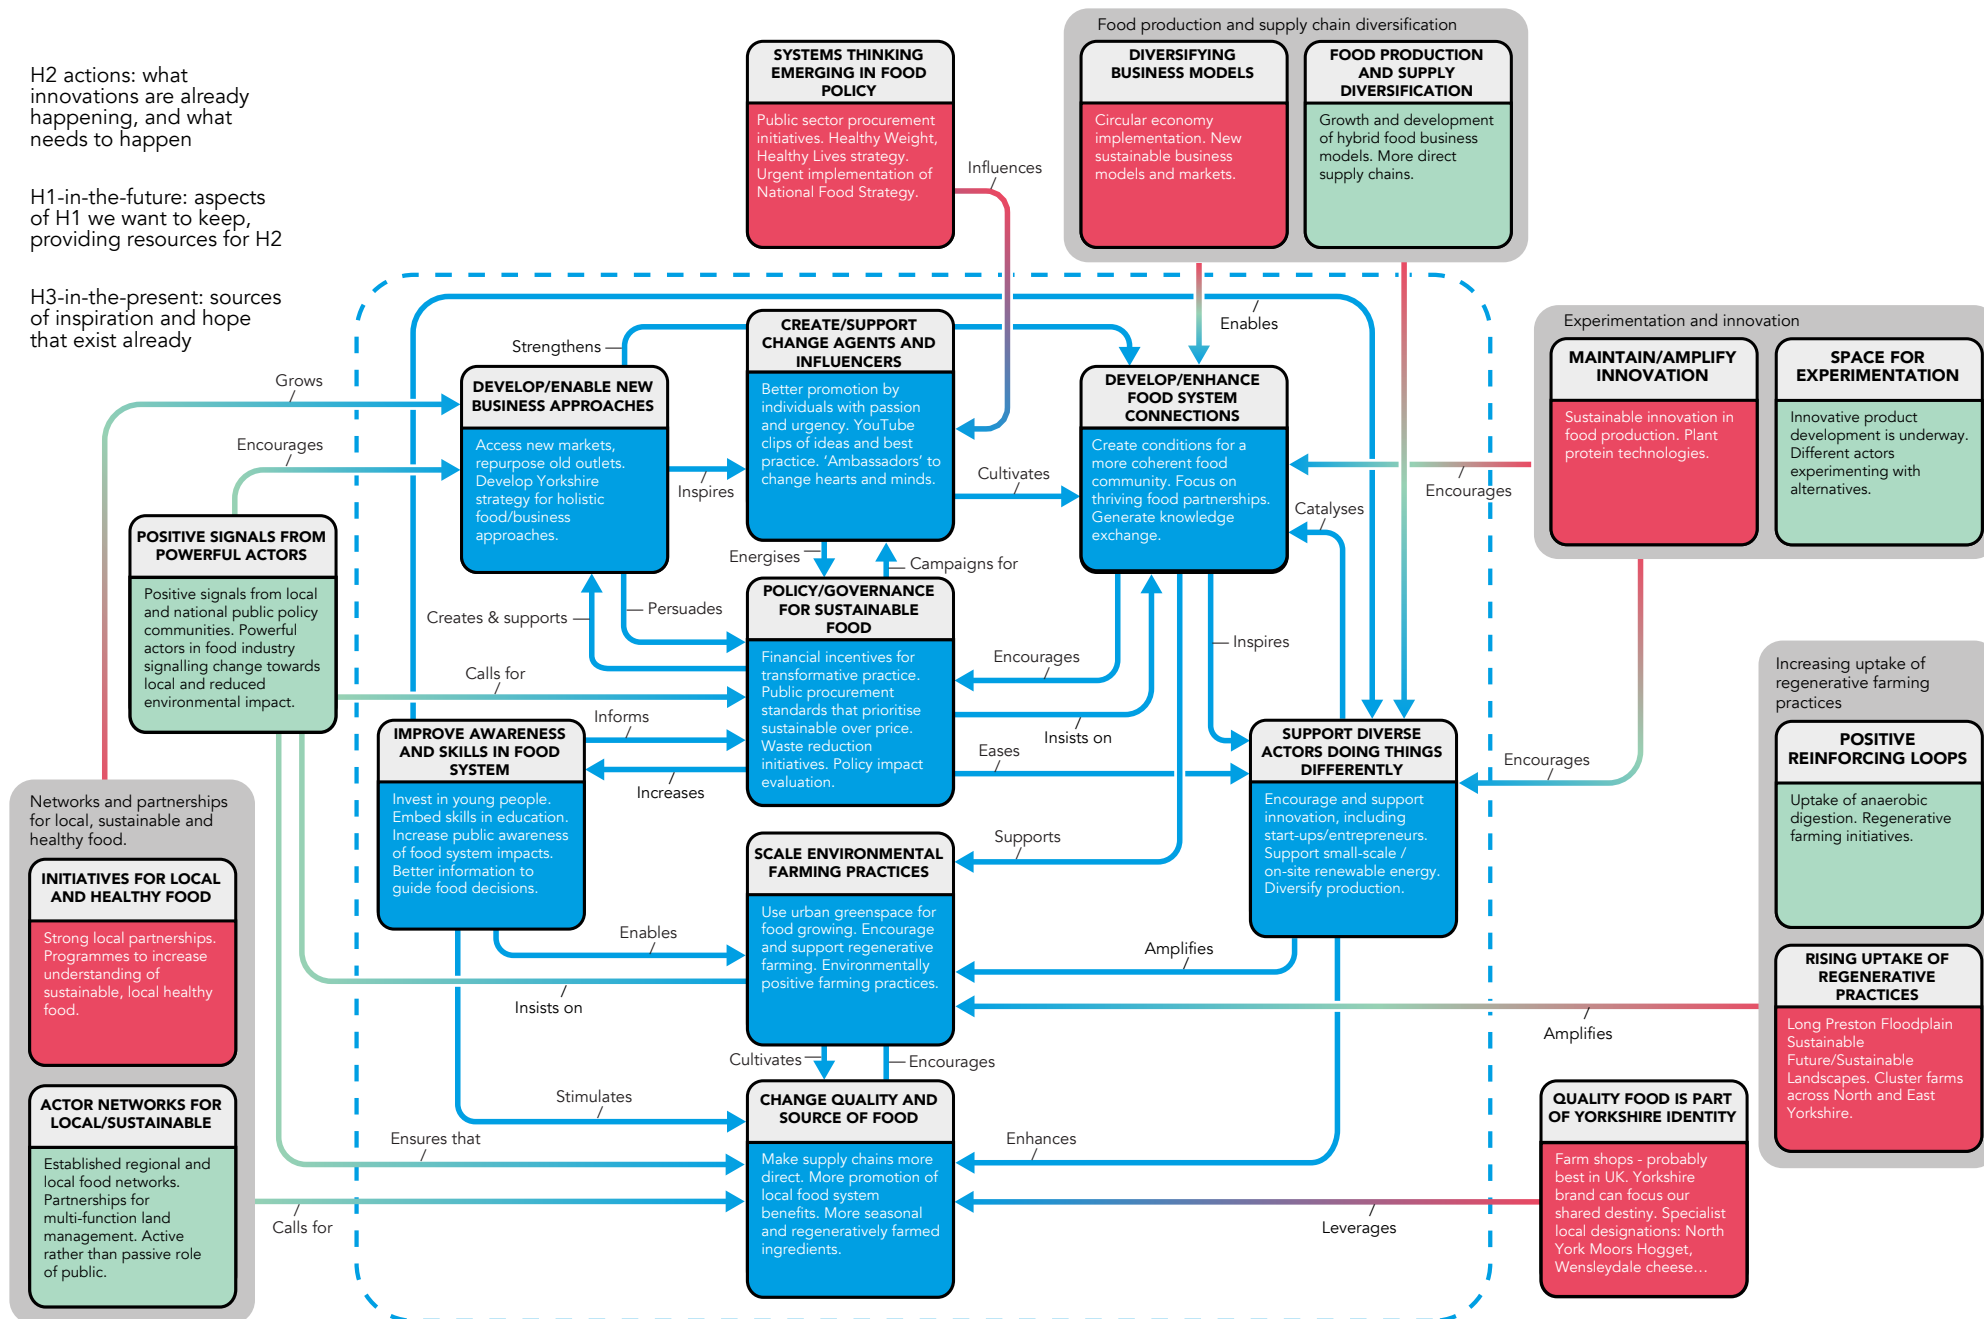 H2 actions: what
innovations are already
happening, and what
needs to happen
H1-in-the-future: aspects
of H1 we want to keep,
providing resources for H2
H3-in-the-present: sources
of inspiration and hope
that exist already
SYSTEMS THINKING
EMERGING IN FOOD
POLICY
Public sector procurement
initiatives. Healthy Weight,
Healthy Lives strategy.
Urgent implementation of
National Food Strategy.
Influences
Food production and supply chain diversification
DIVERSIFYING
BUSINESS MODELS
Circular economy
implementation. New
sustainable business
models and markets.
FOOD PRODUCTION
AND SUPPLY
DIVERSIFICATION
Growth and development
of hybrid food business
models. More direct
supply chains.
Enables
Strengthens
CREATE/SUPPORT
CHANGE AGENTS AND
INFLUENCERS
Better promotion by
individuals with passion
and urgency. YouTube
clips of ideas and best
practice. ‘Ambassadors’ to
change hearts and minds.
DEVELOP/ENABLE NEW
BUSINESS APPROACHES
Access new markets,
repurpose old outlets.
Develop Yorkshire
strategy for holistic
food/business
approaches.
DEVELOP/ENHANCE
FOOD SYSTEM
CONNECTIONS
Create conditions for a
more coherent food
community. Focus on
thriving food partnerships.
Generate knowledge
exchange.
Experimentation and innovation
MAINTAIN/AMPLIFY
INNOVATION
Sustainable innovation in
food production. Plant
protein technologies.
SPACE FOR
EXPERIMENTATION
Innovative product
development is underway.
Different actors
experimenting with
alternatives.
Grows
Encourages
Inspires
Cultivates
Encourages
Catalyses
Energises
Campaigns for
POSITIVE SIGNALS FROM
POWERFUL ACTORS
Positive signals from local
and national public policy
communities. Powerful
actors in food industry
signalling change towards
local and reduced
environmental impact.
Creates & supports
Persuades
POLICY/GOVERNANCE
FOR SUSTAINABLE
FOOD
Financial incentives for
transformative practice.
Public procurement
standards that prioritise
sustainable over price.
Waste reduction
initiatives. Policy impact
evaluation.
Encourages
Inspires
Calls for
Informs
Increases
Insists on
Eases
Encourages
IMPROVE AWARENESS
AND SKILLS IN FOOD
SYSTEM
Invest in young people.
Embed skills in education.
Increase public awareness
of food system impacts.
Better information to
guide food decisions.
SUPPORT DIVERSE
ACTORS DOING THINGS
DIFFERENTLY
Encourage and support
innovation, including
start-ups/entrepreneurs.
Support small-scale /
on-site renewable energy.
Diversify production.
Increasing uptake of
regenerative farming
practices
POSITIVE
REINFORCING LOOPS
Uptake of anaerobic
digestion. Regenerative
farming initiatives.
RISING UPTAKE OF
REGENERATIVE
PRACTICES
Long Preston Floodplain
Sustainable
Future/Sustainable
Landscapes. Cluster farms
across North and East
Yorkshire.
Networks and partnerships
for local, sustainable and
healthy food.
INITIATIVES FOR LOCAL
AND HEALTHY FOOD
Strong local partnerships.
Programmes to increase
understanding of
sustainable, local healthy
food.
ACTOR NETWORKS FOR
LOCAL/SUSTAINABLE
Established regional and
local food networks.
Partnerships for
multi-function land
management. Active
rather than passive role
of public.
Supports
SCALE ENVIRONMENTAL
FARMING PRACTICES
Use urban greenspace for
food growing. Encourage
and support regenerative
farming. Environmentally
positive farming practices.
Enables
Insists on
Amplifies
Amplifies
Cultivates
Encourages
Stimulates
Ensures that
Calls for
CHANGE QUALITY AND
SOURCE OF FOOD
Make supply chains more
direct. More promotion of
local food system
benefits. More seasonal
and regeneratively farmed
ingredients.
Enhances
Leverages
QUALITY FOOD IS PART
OF YORKSHIRE IDENTITY
Farm shops - probably
best in UK. Yorkshire
brand can focus our
shared destiny. Specialist
local designations: North
York Moors Hogget,
Wensleydale cheese…